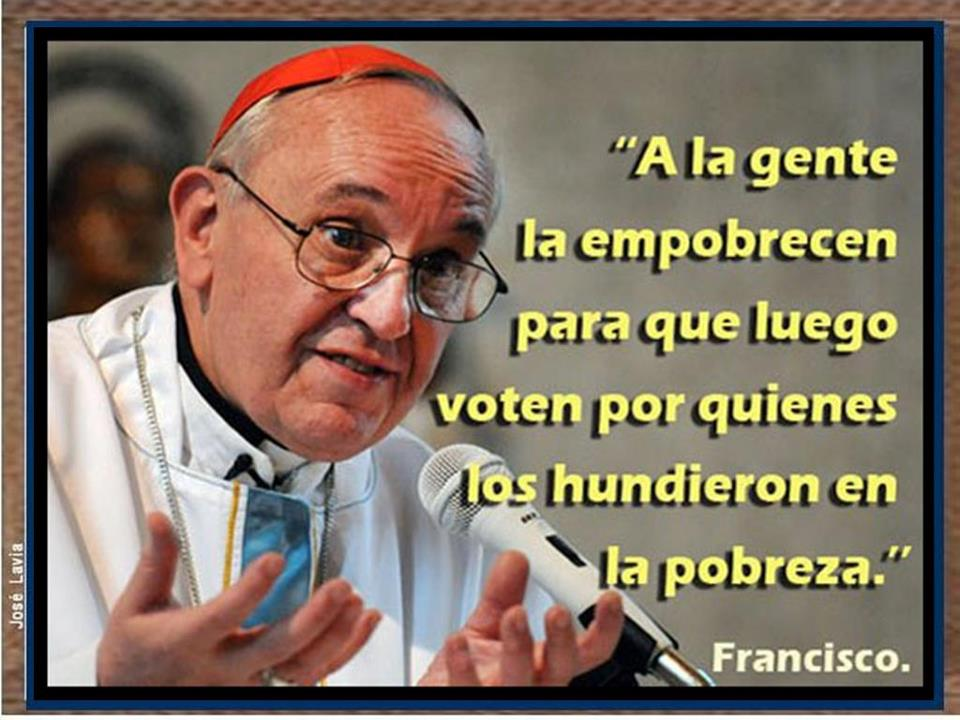 “A la gente
la empobrecen
para que luego
voten por quienes
los hundieron en
la pobreza.”
Francisco.
José Lavia